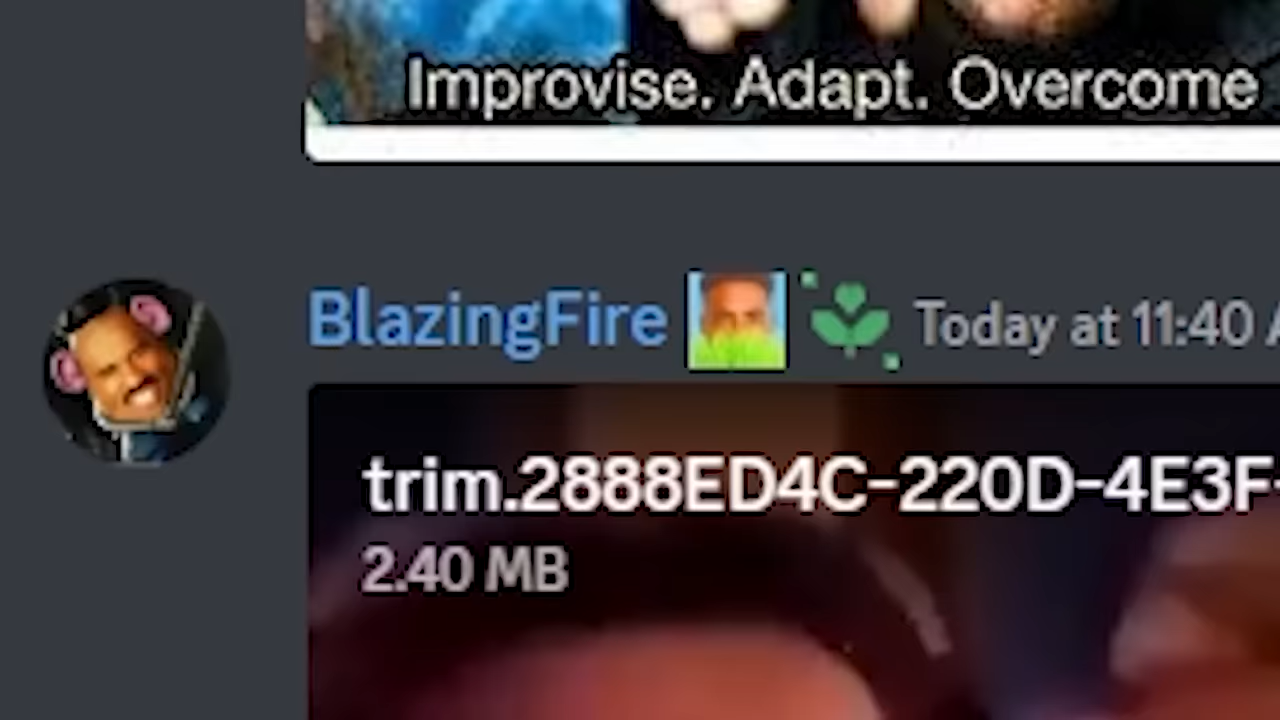 Improvise. Adapt. Overcome
BlazingFire Today at 11:40
trim.2888ED4C-220D-4E3F-
2.40 MB